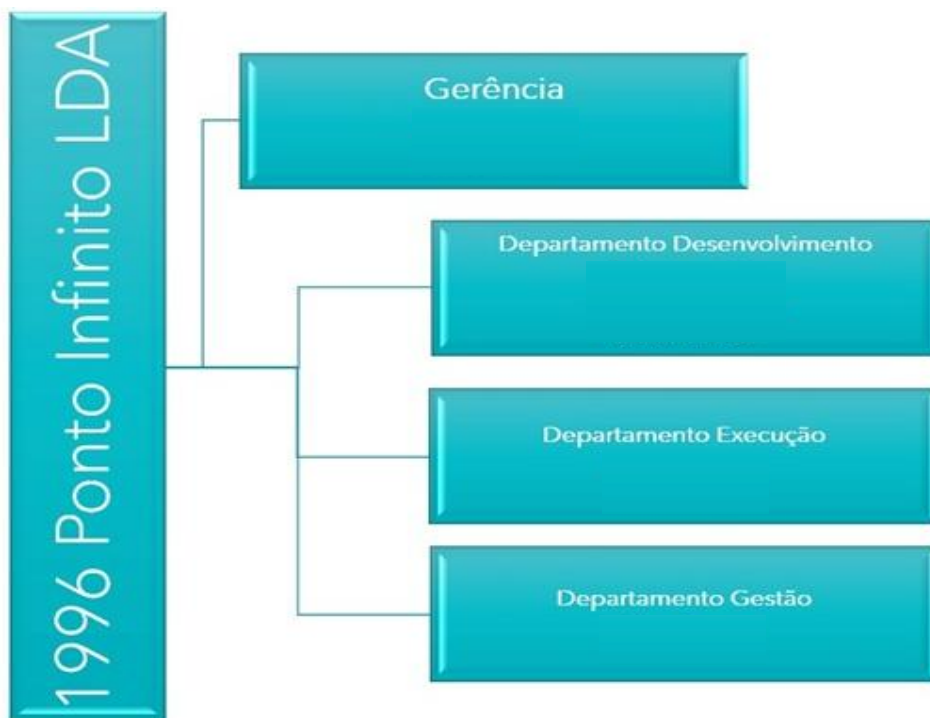 1996 Ponto Infinito LDA
Gerência
Departamento Desenvolvimento
Departamento Execução
Departamento Gestão